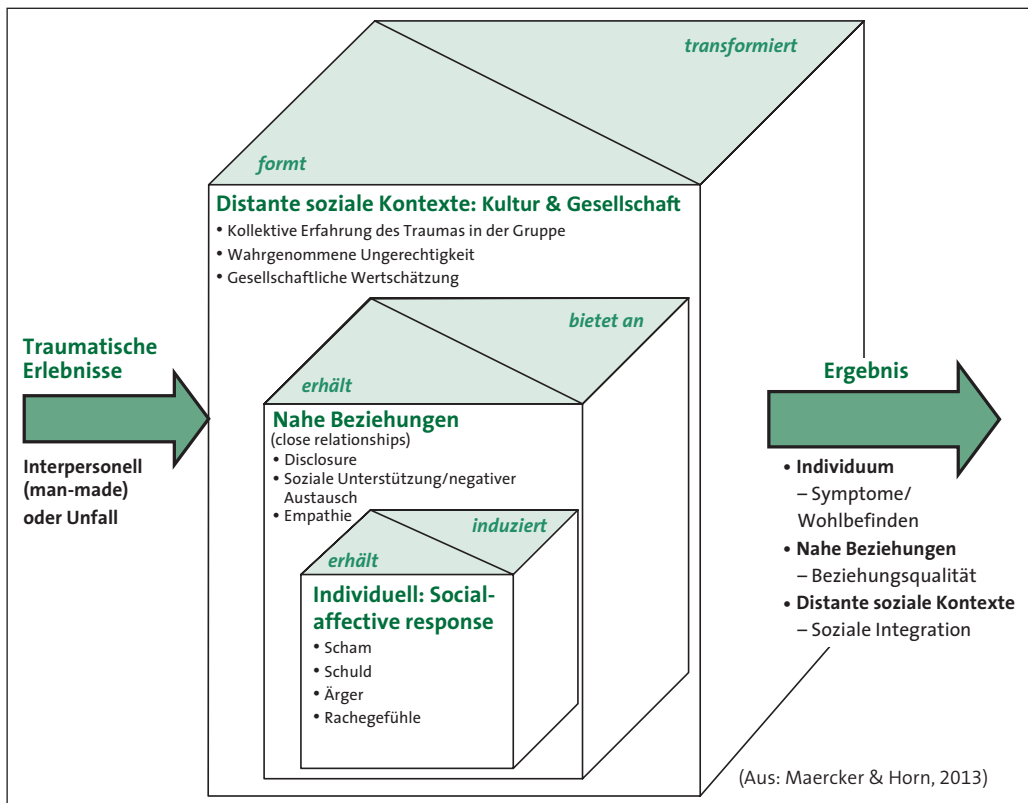 transformiert
formt
Distante soziale Kontexte: Kultur & Gesellschaft
• Kollektive Erfahrung des Traumas in der Gruppe
• Wahrgenommene Ungerechtigkeit
• Gesellschaftliche Wertschätzung
Traumatische
Erlebnisse
Interpersonell
(man-made)
oder Unfall
bietet an
erhält
Nahe Beziehungen
(close relationships)
• Disclosure
• Soziale Unterstützung/negativer
Austausch
• Empathie
induziert
erhält
Individuell: Social-
affective response
• Scham
• Schuld
• Ärger
• Rachegefühle
Ergebnis
• Individuum
– Symptome/
Wohlbefinden
• Nahe Beziehungen
– Beziehungsqualität
• Distante soziale Kontexte
– Soziale Integration
(Aus: Maercker & Horn, 2013)